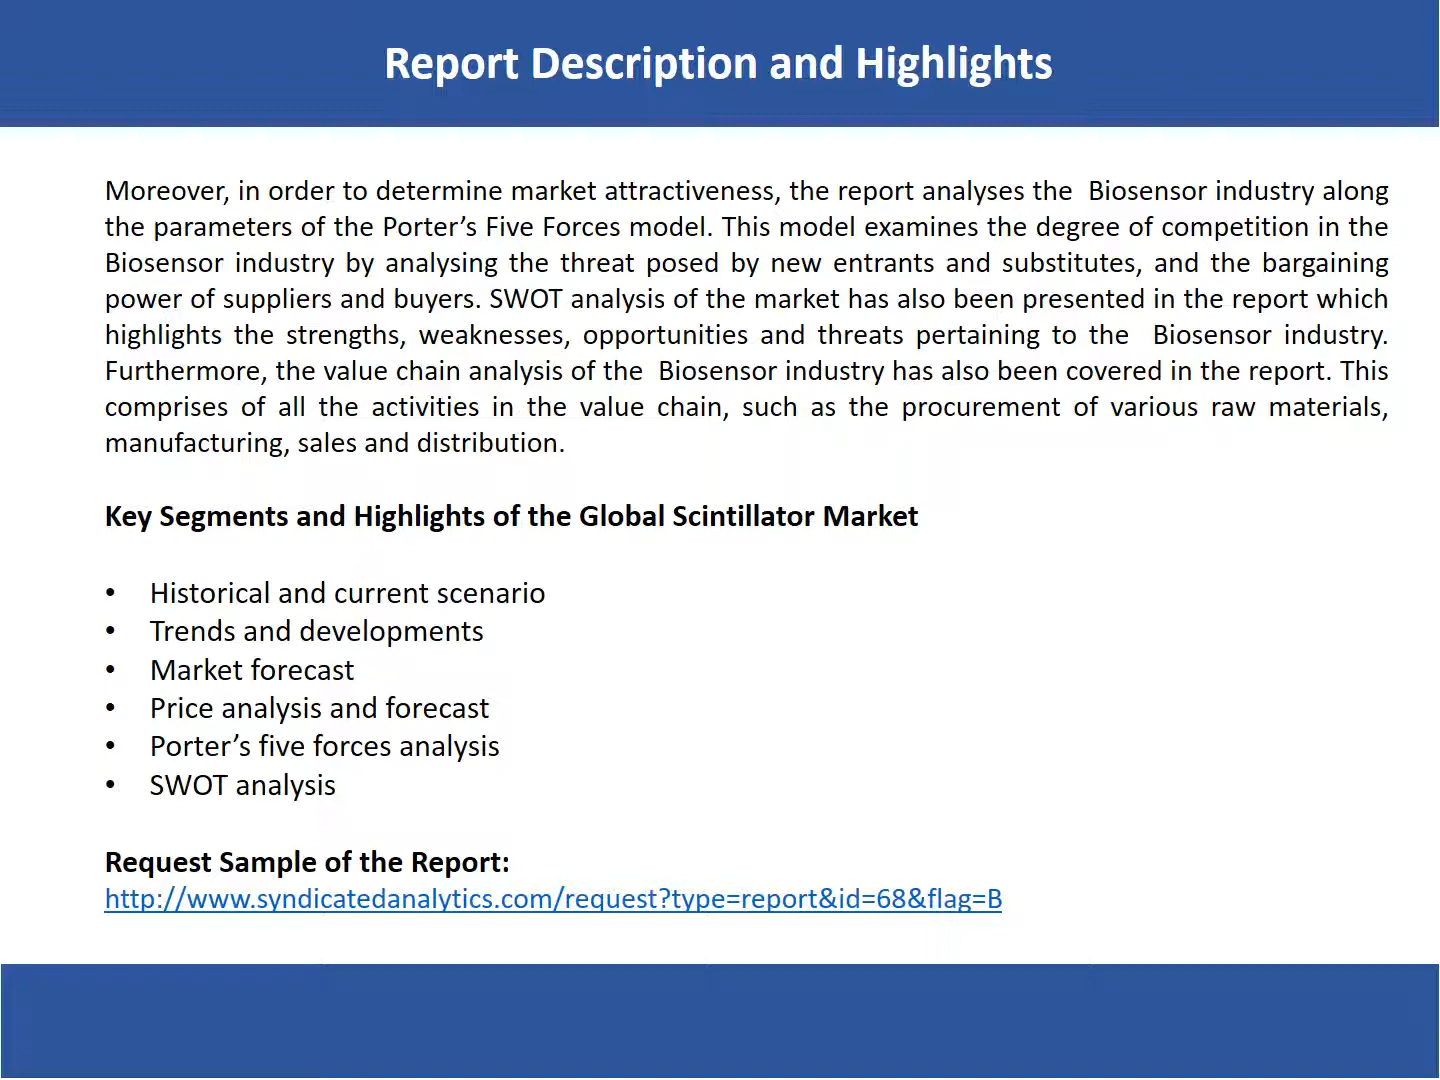 Report Description and Highlights
Moreover, in order to determine market attractiveness, the report analyses the  Biosensor industry along
the parameters of the Porter’s Five Forces model. This model examines the degree of competition in the
Biosensor industry by analysing the threat posed by new entrants and substitutes, and the bargaining
power of suppliers and buyers. SWOT analysis of the market has also been presented in the report which
highlights the strengths, weaknesses, opportunities and threats pertaining to the  Biosensor industry.
Furthermore, the value chain analysis of the  Biosensor industry has also been covered in the report. This
comprises of all the activities in the value chain, such as the procurement of various raw materials,
manufacturing, sales and distribution.
Key Segments and Highlights of the Global Scintillator Market
• Historical and current scenario
• Trends and developments
• Market forecast
• Price analysis and forecast
• Porter’s five forces analysis
• SWOT analysis
Request Sample of the Report:
http://www.syndicatedanalytics.com/request?type=report&id=68&flag=B